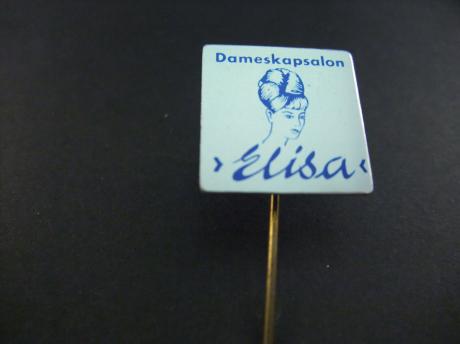 Dameskapsalon
› Elisa ‹